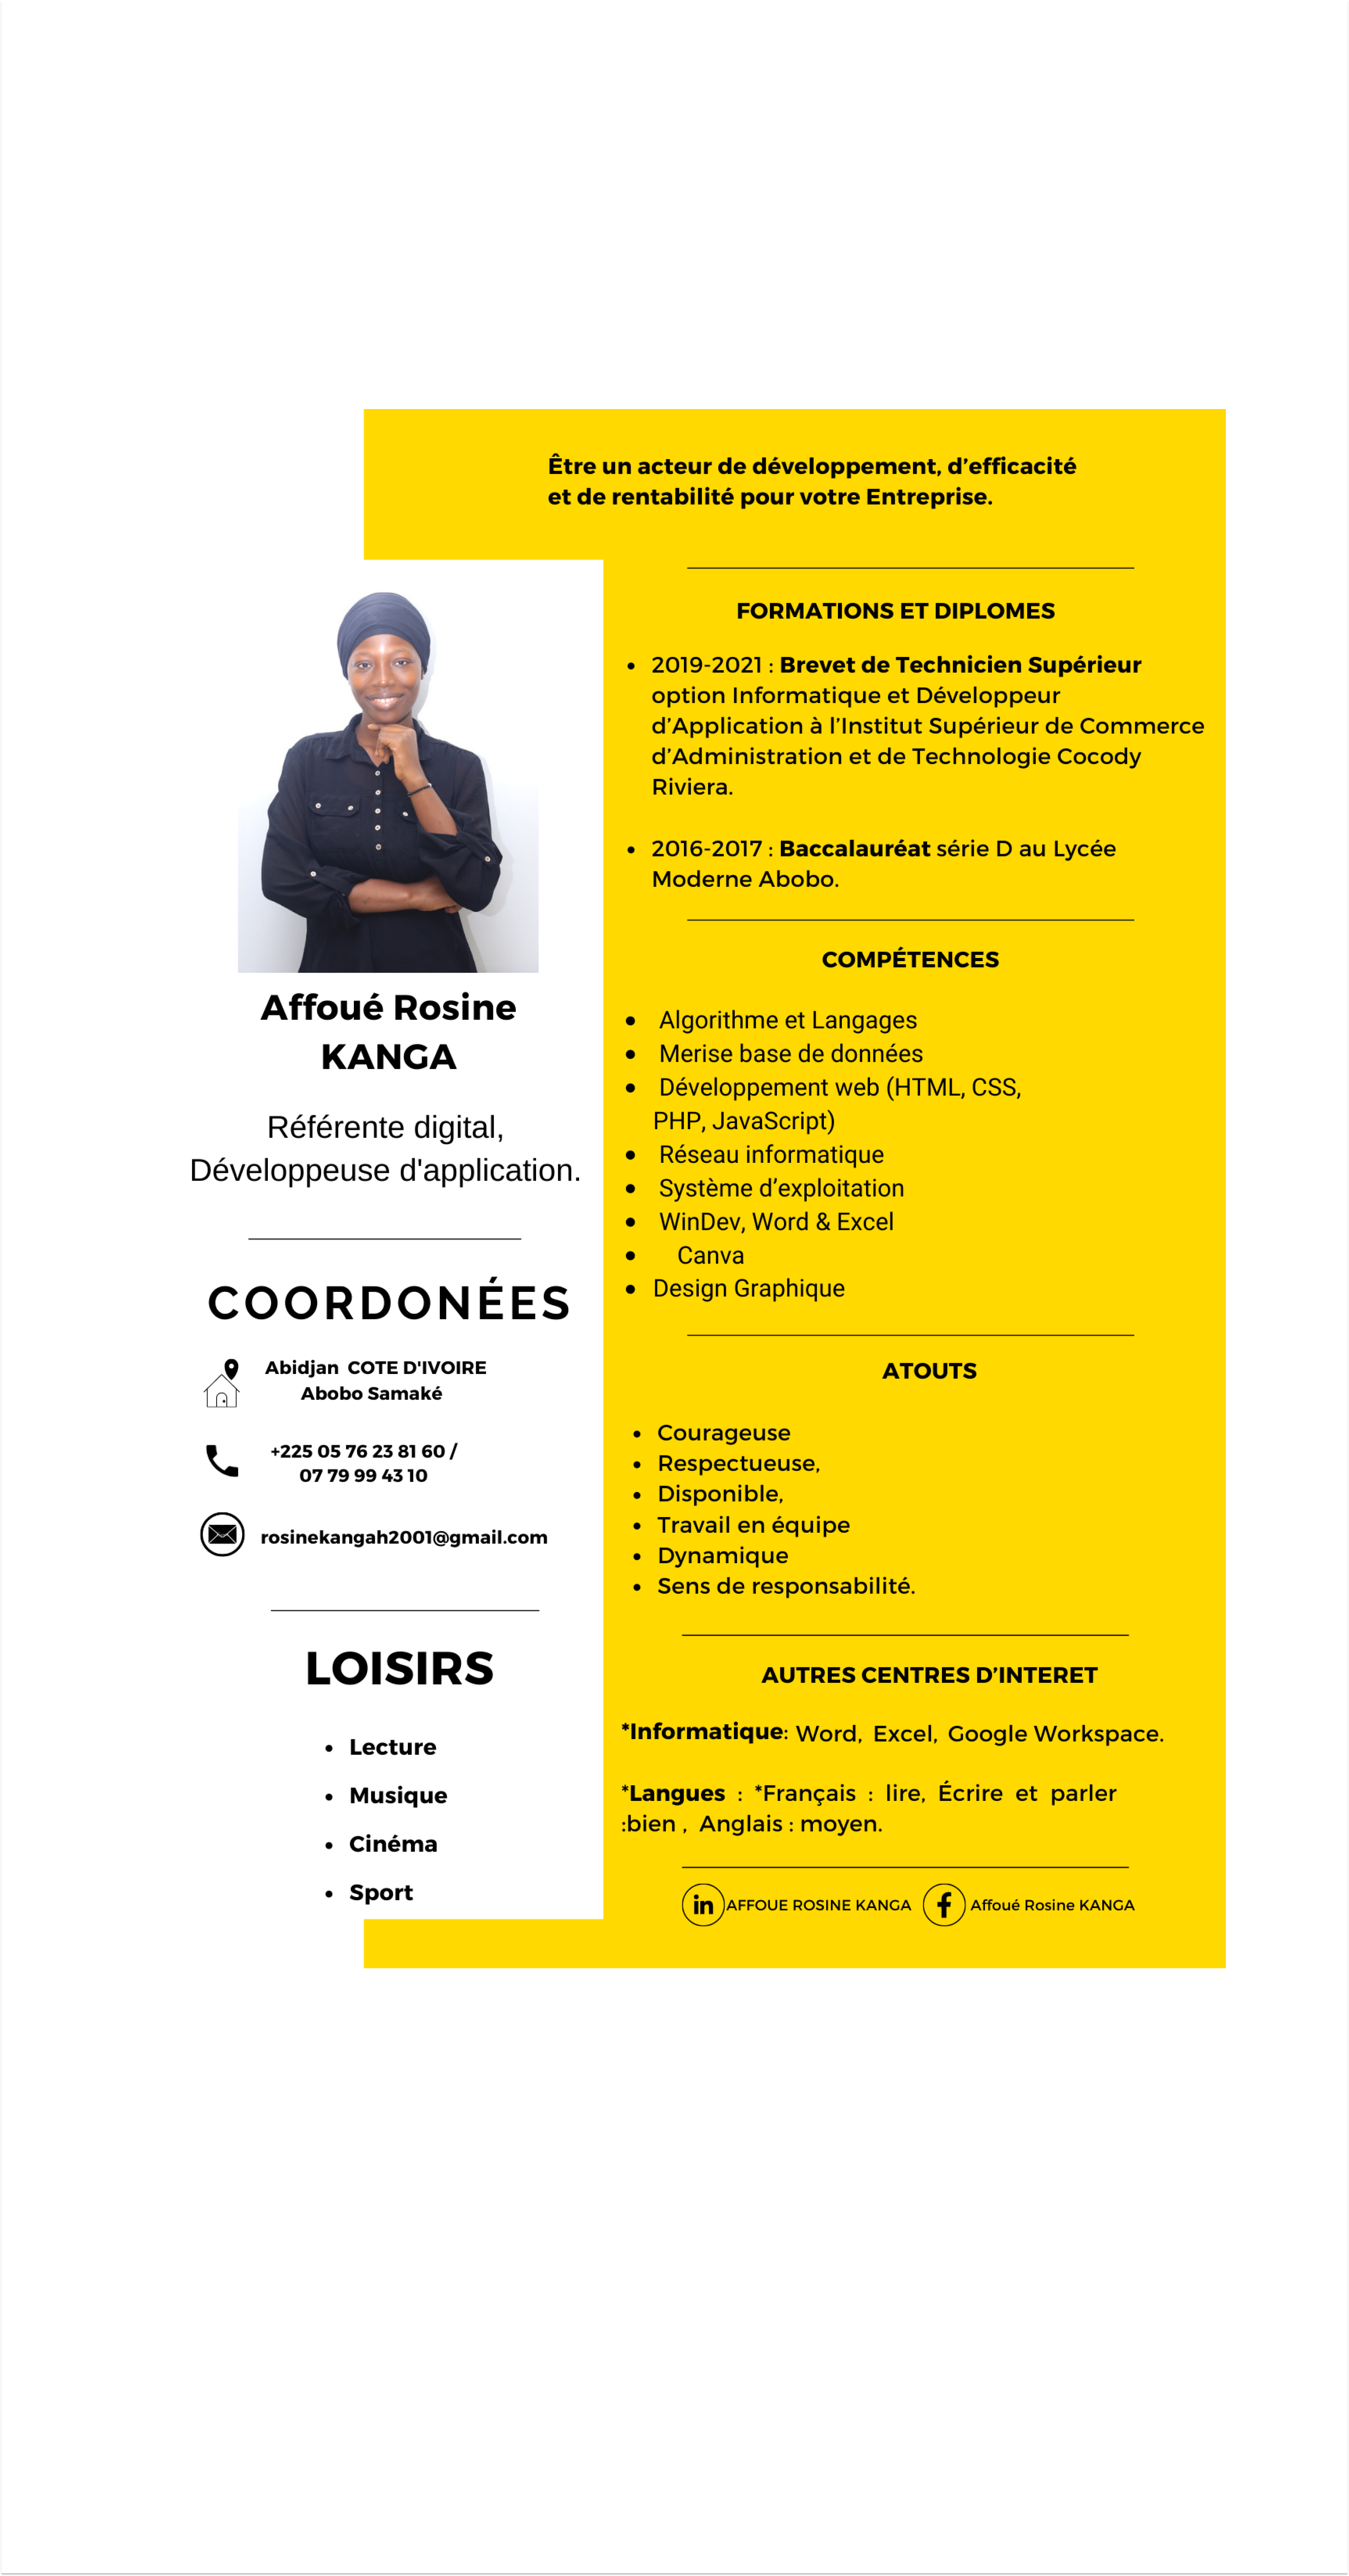 Être un acteur de développement, d’efficacité
et de rentabilité pour votre Entreprise.
Affoué Rosine
KANGA
Référente digital,
Développeuse d'application.
COORDONÉES
Abidjan COTE D'IVOIRE
Abobo Samaké
+225 05 76 23 81 60 /
07 79 99 43 10
rosinekangah2001@gmail.com
LOISIRS
• Lecture
• Musique
• Cinéma
• Sport
FORMATIONS ET DIPLOMES
• 2019-2021 : Brevet de Technicien Supérieur
option Informatique et Développeur
d’Application à l’Institut Supérieur de Commerce
d’Administration et de Technologie Cocody
Riviera.
• 2016-2017 : Baccalauréat série D au Lycée
Moderne Abobo.
COMPÉTENCES
• Algorithme et Langages
• Merise base de données
• Développement web (HTML, CSS,
PHP, JavaScript)
• Réseau informatique
• Système d’exploitation
• WinDev, Word & Excel
• Canva
• Design Graphique
ATOUTS
• Courageuse
• Respectueuse,
• Disponible,
• Travail en équipe
• Dynamique
• Sens de responsabilité.
AUTRES CENTRES D’INTERET
*Informatique: Word, Excel, Google Workspace.
*Langues : *Français : lire, Écrire et parler
:bien , Anglais : moyen.
in AFFOUE ROSINE KANGA f Affoué Rosine KANGA